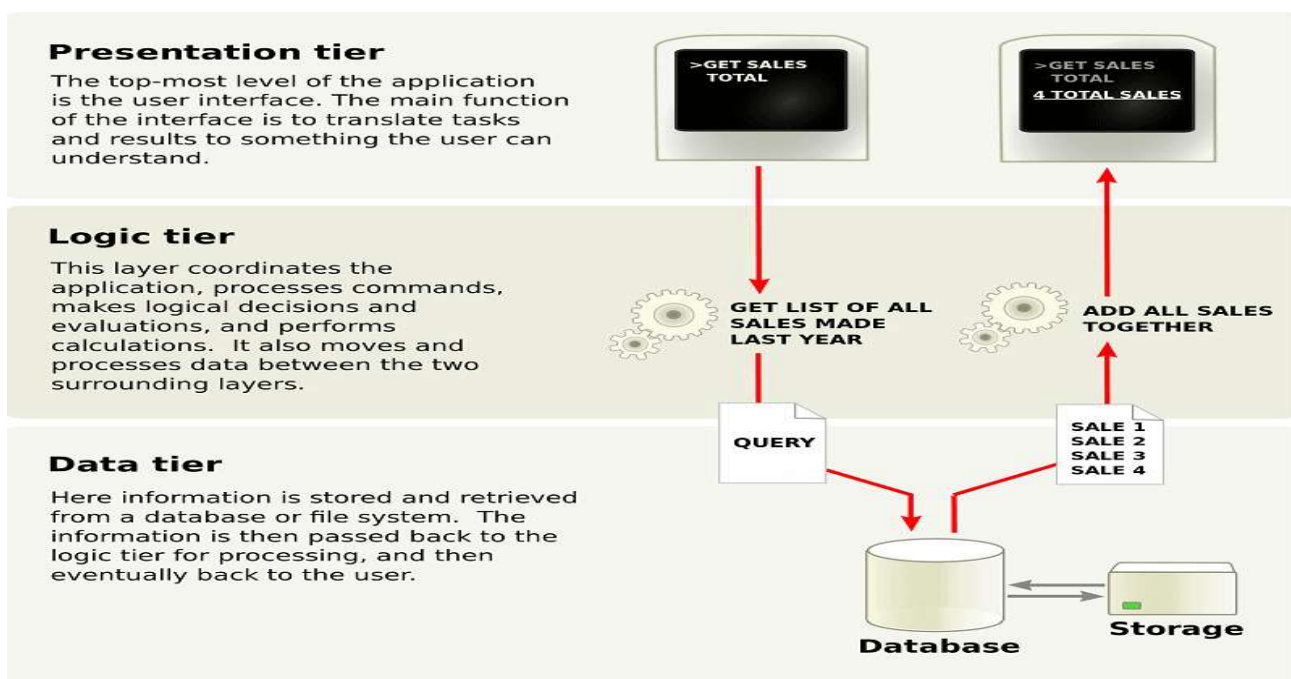 Presentation tier
The top-most level of the application
is the user interface. The main function
of the interface is to translate tasks
and results to something the user can
understand.
>GET SALES
TOTAL
>GET SALES
TOTAL
4 TOTAL SALES
Logic tier
This layer coordinates the
application, processes commands,
makes logical decisions and
evaluations, and performs
calculations.  It also moves and
processes data between the two
surrounding layers.
GET LIST OF ALL
SALES MADE
LAST YEAR
ADD ALL SALES
TOGETHER
QUERY
SALE 1
SALE 2
SALE 3
SALE 4
Data tier
Here information is stored and retrieved
from a database or file system.  The
information is then passed back to the
logic tier for processing, and then
eventually back to the user.
Database
Storage